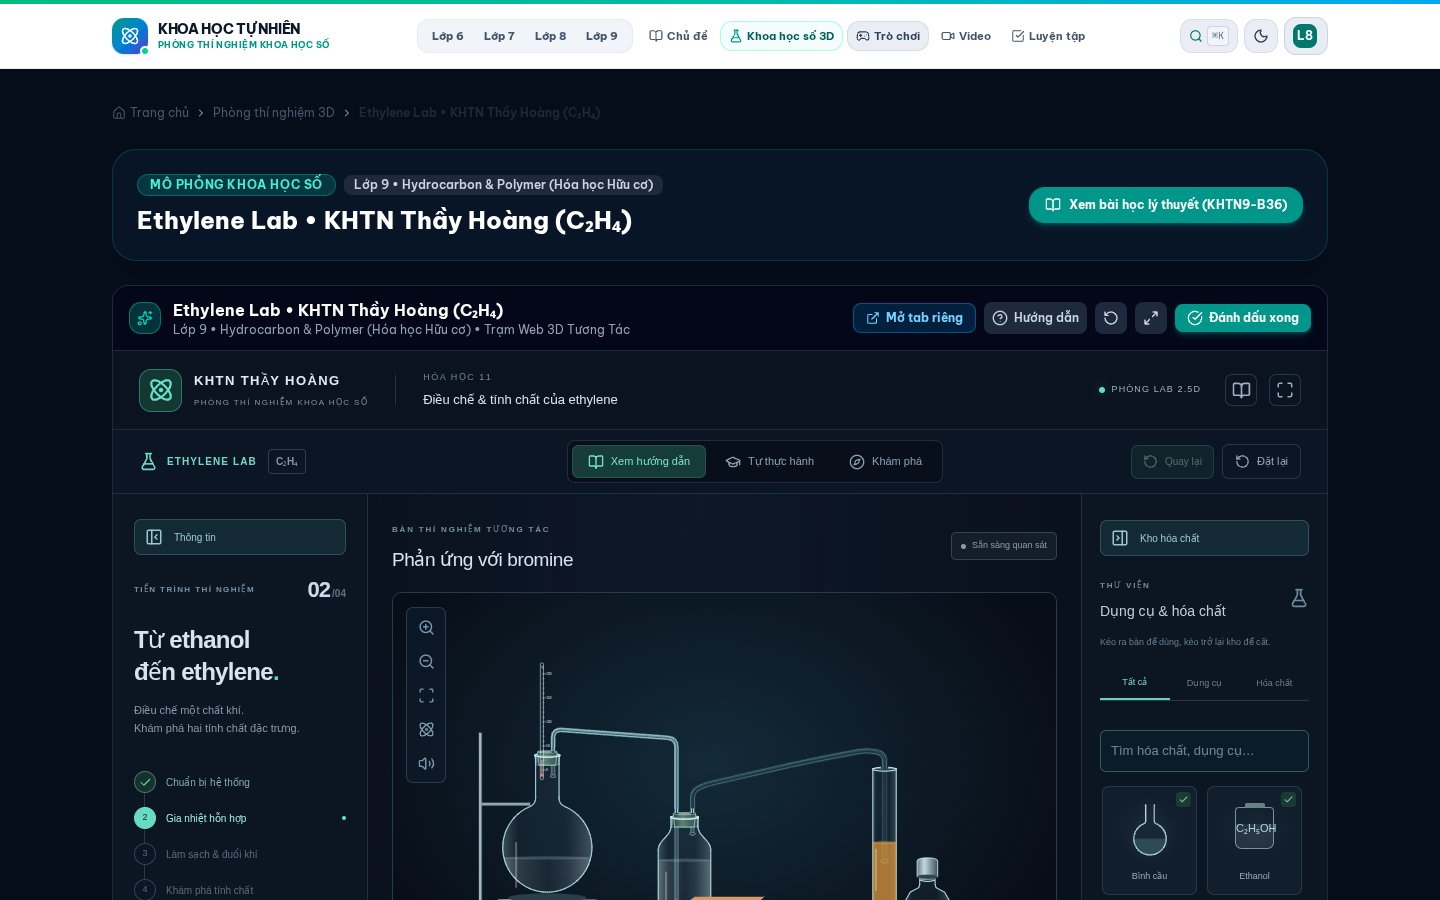 KHOA HỌC TỰ NHIÊN
PHÒNG THÍ NGHIỆM KHOA HỌC SỐ
Lớp 6 Lớp 7 Lớp 8 Lớp 9
Chủ đề
Khoa học số 3D
Trò chơi
Video
Luyện tập
⌘K
L8
Trang chủ
Phòng thí nghiệm 3D
Ethylene Lab • KHTN Thầy Hoàng (C₂H₄)
MÔ PHỎNG KHOA HỌC SỐ
Lớp 9 • Hydrocarbon & Polymer (Hóa học Hữu cơ)
Ethylene Lab • KHTN Thầy Hoàng (C₂H₄)
Xem bài học lý thuyết (KHTN9-B36)
Ethylene Lab • KHTN Thầy Hoàng (C₂H₄)
Lớp 9 • Hydrocarbon & Polymer (Hóa học Hữu cơ) • Trạm Web 3D Tương Tác
Mở tab riêng
Hướng dẫn
Đánh dấu xong
KHTN THẦY HOÀNG
PHÒNG THÍ NGHIỆM KHOA HỌC SỐ
HÓA HỌC 11
Điều chế & tính chất của ethylene
PHÒNG LAB 2.5D
ETHYLENE LAB
C₂H₄
Xem hướng dẫn
Tự thực hành
Khám phá
Quay lại
Đặt lại
Thông tin
TIẾN TRÌNH THÍ NGHIỆM
02/04
Từ ethanol
đến ethylene.
Điều chế một chất khí.
Khám phá hai tính chất đặc trưng.
Chuẩn bị hệ thống
2 Gia nhiệt hỗn hợp
3 Làm sạch & đuổi khí
4 Khám phá tính chất
BÀN THÍ NGHIỆM TƯƠNG TÁC
Phản ứng với bromine
Sẵn sàng quan sát
Kho hóa chất
THƯ VIỆN
Dụng cụ & hóa chất
Kéo ra bàn để dùng, kéo trở lại kho để cất.
Tất cả
Dụng cụ
Hóa chất
Tìm hóa chất, dụng cụ...
C₂H₅OH
Bình cầu
Ethanol